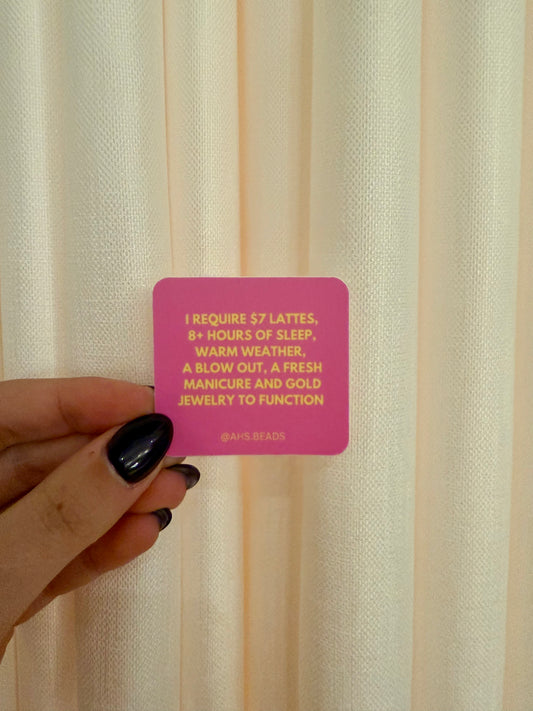 I REQUIRE $7 LATTES,
8+ HOURS OF SLEEP,
WARM WEATHER,
A BLOW OUT, A FRESH
MANICURE AND GOLD
JEWELRY TO FUNCTION
@AHS.BEADS